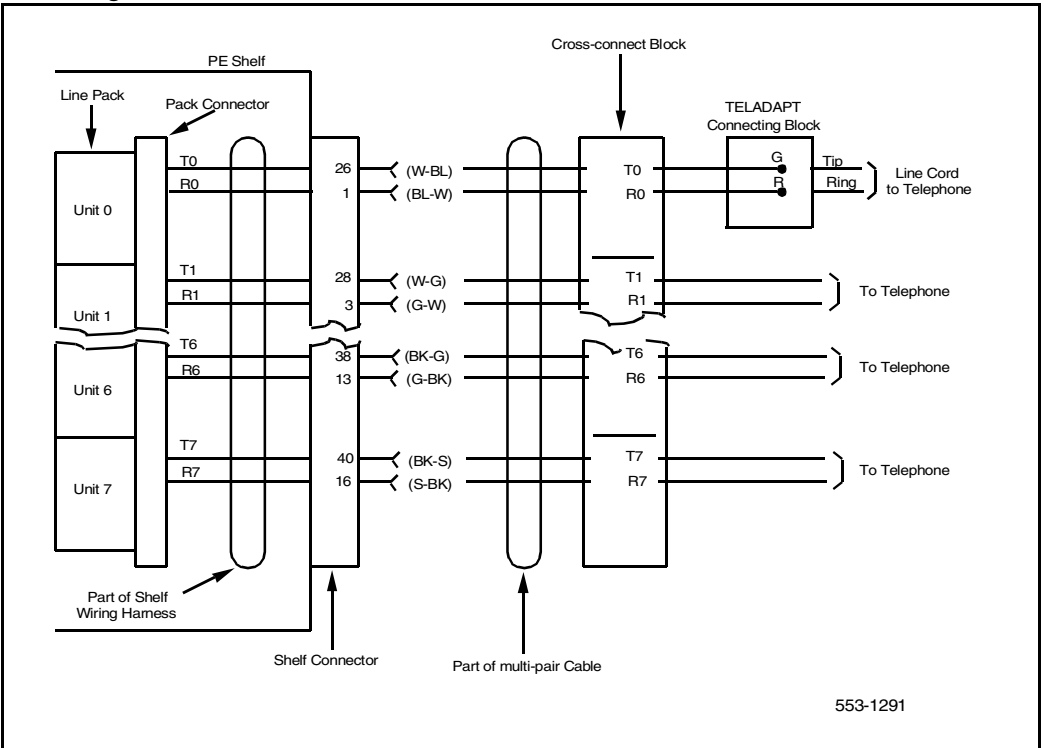 Cross-connect Block
PE Shelf
Line Pack
Pack Connector
TELADAPT
Connecting Block
T0
26
(W-BL)
T0
G
Tip
R0
1
(BL-W)
R0
R
Ring
Line Cord
to Telephone
Unit 0
T1
28
(W-G)
T1
R1
3
(G-W)
R1
To Telephone
Unit 1
T6
38
(BK-G)
T6
R6
13
(G-BK)
R6
To Telephone
Unit 6
T7
40
(BK-S)
T7
R7
16
(S-BK)
R7
To Telephone
Unit 7
Part of Shelf
Wiring Harness
Shelf Connector
Part of multi-pair Cable
553-1291